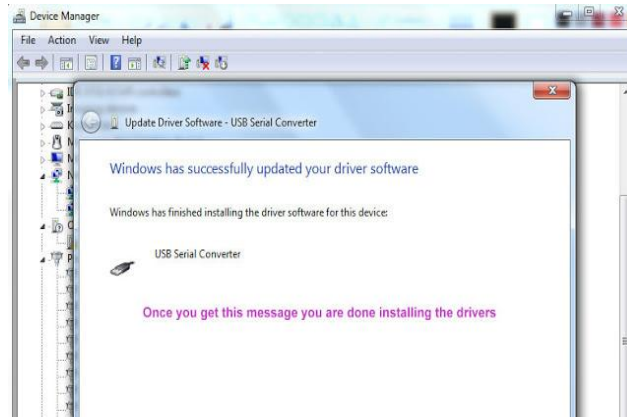 Device Manager
File Action View Help
Update Driver Software - USB Serial Converter
Windows has successfully updated your driver software
Windows has finished installing the driver software for this device:
USB Serial Converter
Once you get this message you are done installing the drivers